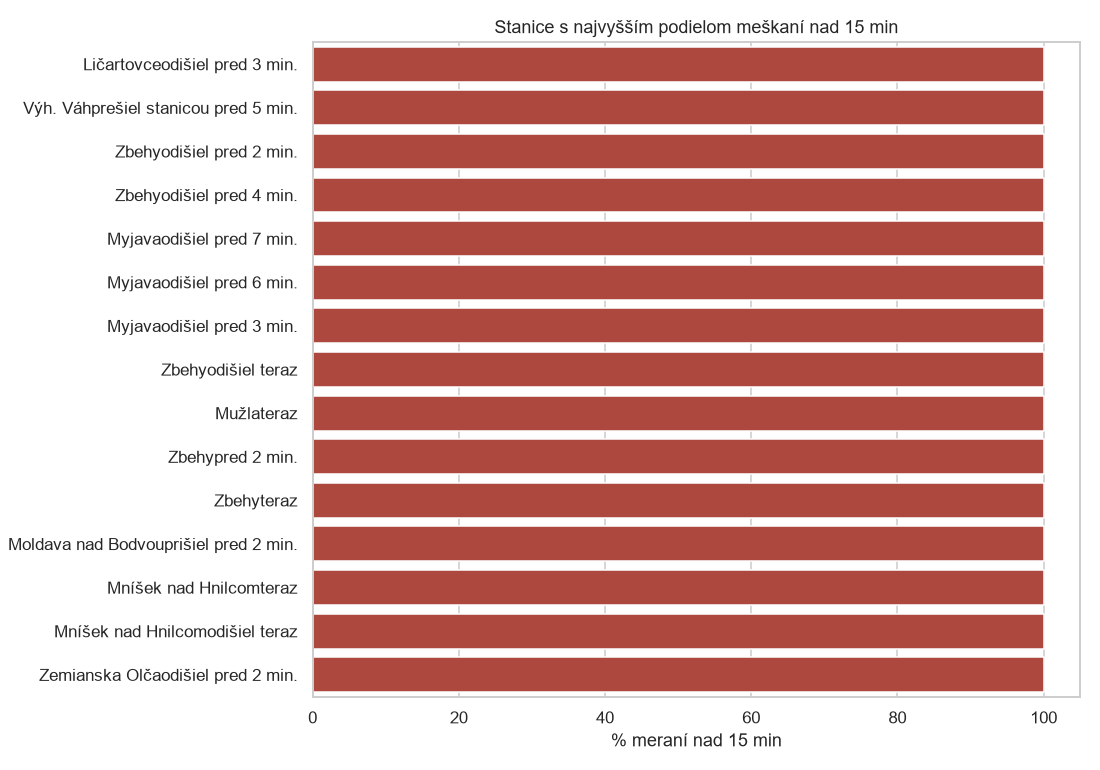 Stanice s najvyšším podielom meškaní nad 15 min
Ličartovceodišiel pred 3 min.
Výh. Váhprešiel stanicou pred 5 min.
Zbehyodišiel pred 2 min.
Zbehyodišiel pred 4 min.
Myjavaodišiel pred 7 min.
Myjavaodišiel pred 6 min.
Myjavaodišiel pred 3 min.
Zbehyodišiel teraz
Mužlateraz
Zbehypred 2 min.
Zbehyteraz
Moldava nad Bodvouprišiel pred 2 min.
Mníšek nad Hnilcomteraz
Mníšek nad Hnilcomodišiel teraz
Zemianska Olčaodišiel pred 2 min.
0 20 40 60 80 100
% meraní nad 15 min